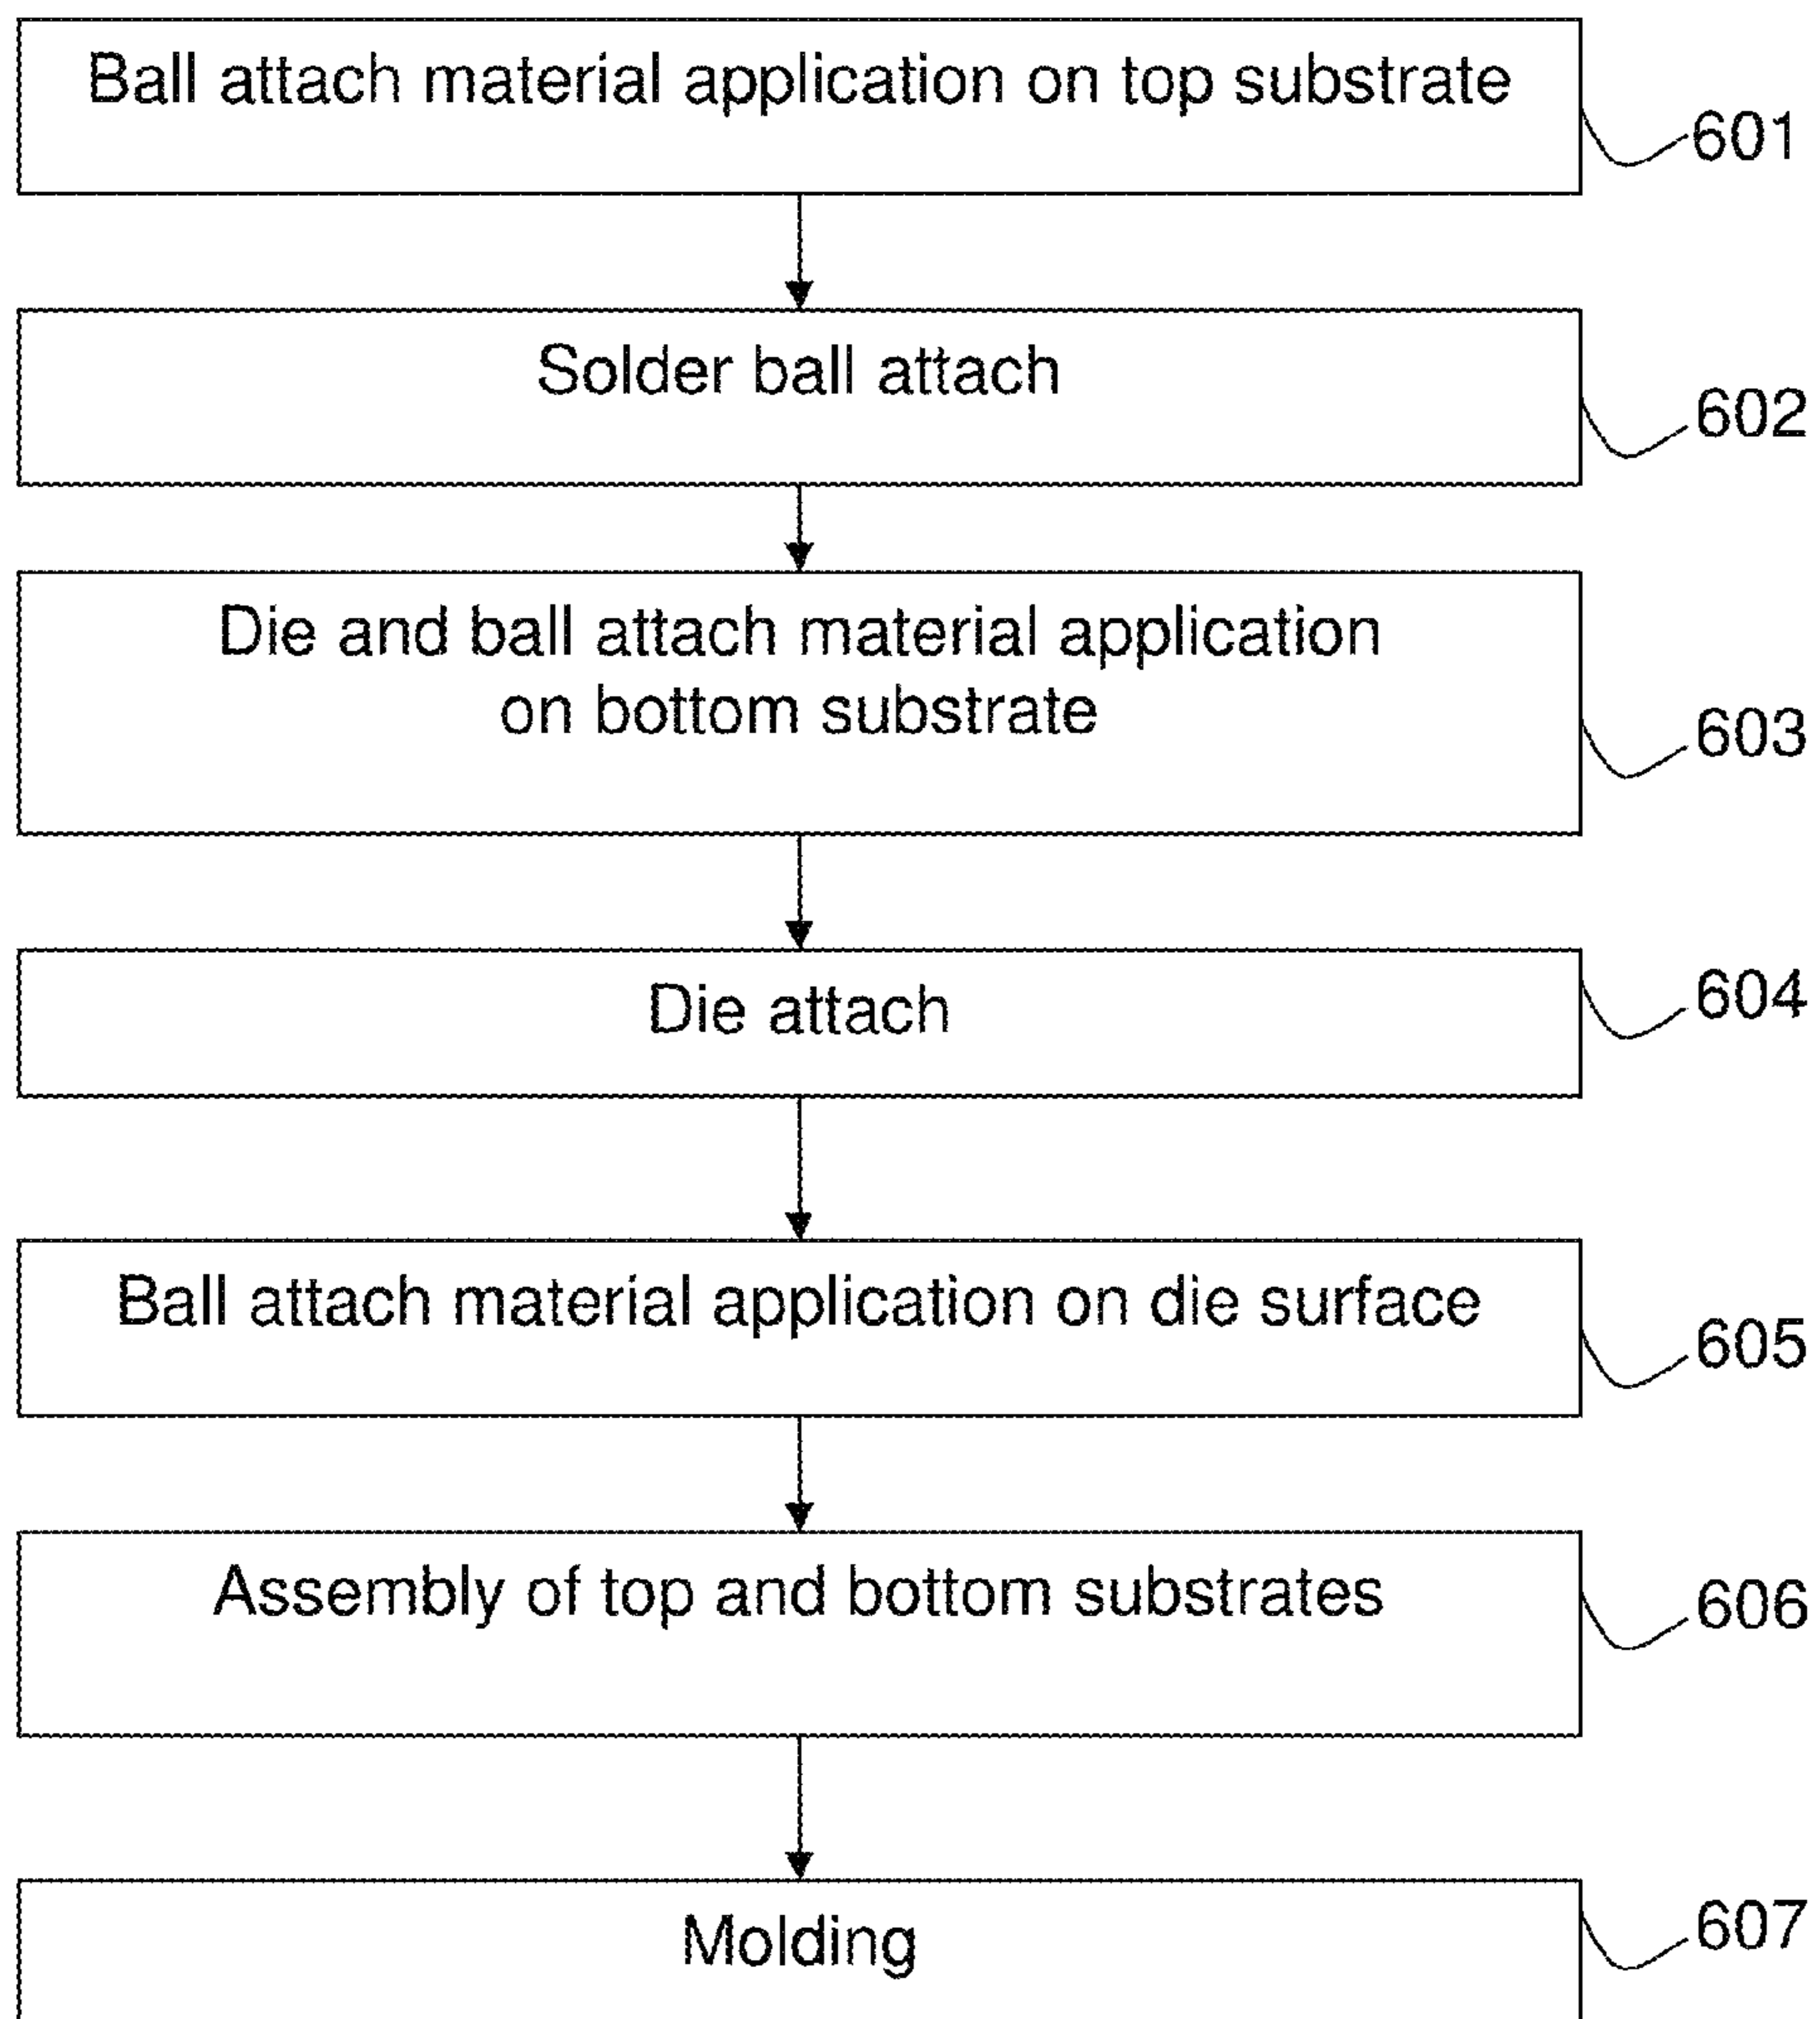 Ball attach material application on top substrate
601
Solder ball attach
602
Die and ball attach material application
on bottom substrate
603
Die attach
604
Ball attach material application on die surface
605
Assembly of top and bottom substrates
606
Molding
607